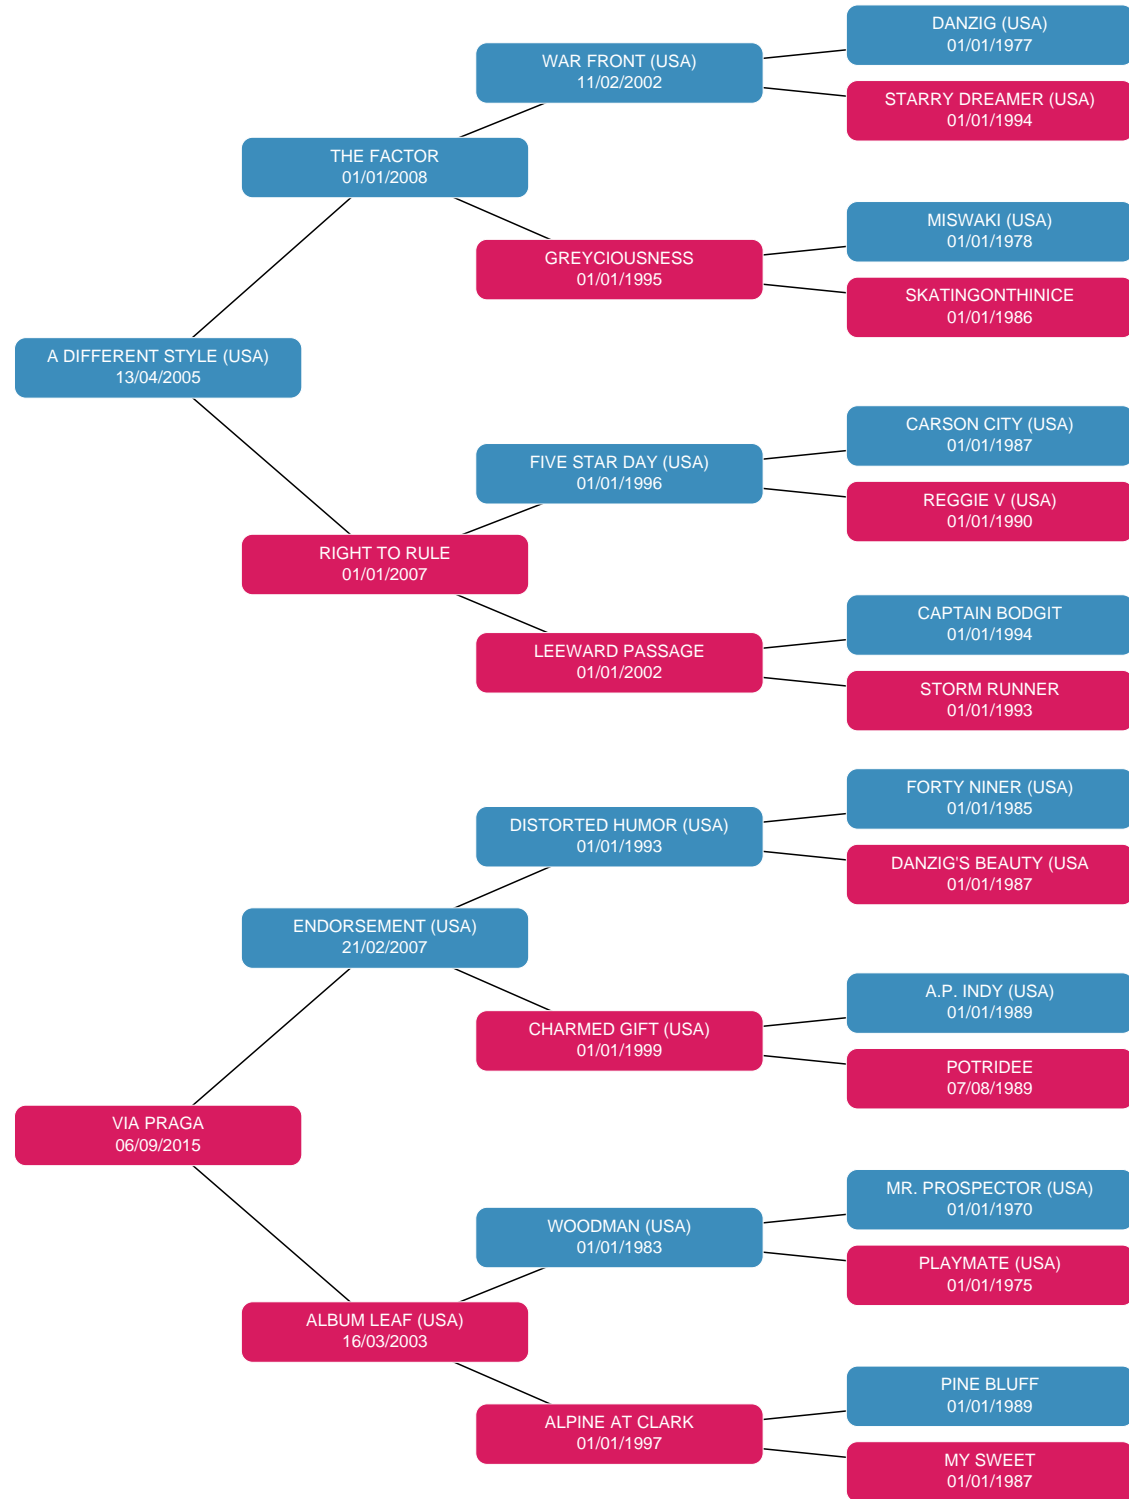 DANZIG (USA)
01/01/1977
WAR FRONT (USA)
11/02/2002
STARRY DREAMER (USA)
01/01/1994
THE FACTOR
01/01/2008
MISWAKI (USA)
01/01/1978
GREYCIOUSNESS
01/01/1995
SKATINGONTHINICE
01/01/1986
A DIFFERENT STYLE (USA)
13/04/2005
CARSON CITY (USA)
01/01/1987
FIVE STAR DAY (USA)
01/01/1996
REGGIE V (USA)
01/01/1990
RIGHT TO RULE
01/01/2007
CAPTAIN BODGIT
01/01/1994
LEEWARD PASSAGE
01/01/2002
STORM RUNNER
01/01/1993
FORTY NINER (USA)
01/01/1985
DISTORTED HUMOR (USA)
01/01/1993
DANZIG'S BEAUTY (USA
01/01/1987
ENDORSEMENT (USA)
21/02/2007
A.P. INDY (USA)
01/01/1989
CHARMED GIFT (USA)
01/01/1999
POTRIDEE
07/08/1989
VIA PRAGA
06/09/2015
MR. PROSPECTOR (USA)
01/01/1970
WOODMAN (USA)
01/01/1983
PLAYMATE (USA)
01/01/1975
ALBUM LEAF (USA)
16/03/2003
PINE BLUFF
01/01/1989
ALPINE AT CLARK
01/01/1997
MY SWEET
01/01/1987